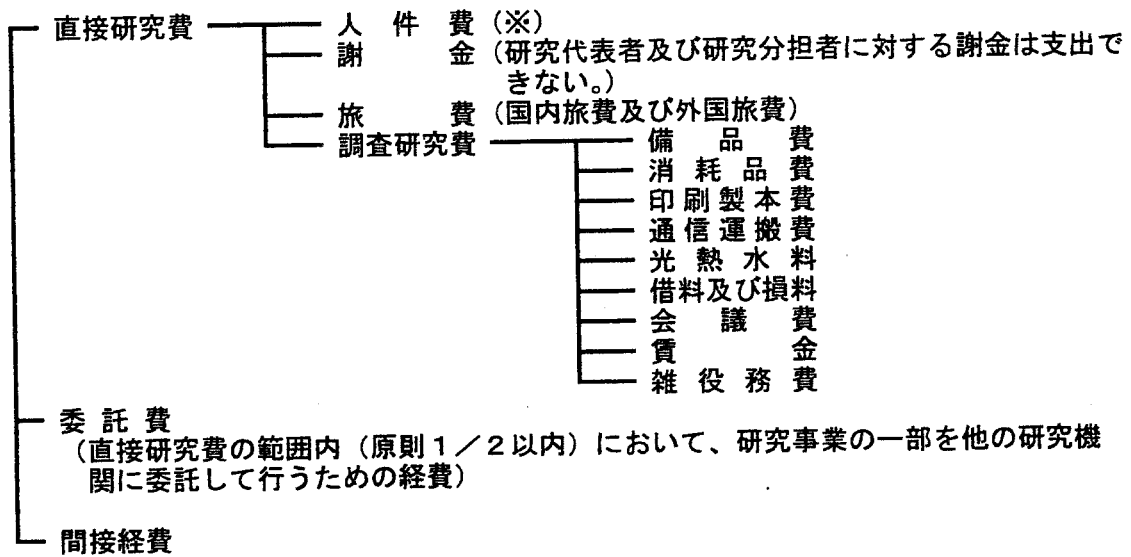 直接研究費
人件費（※）
謝金（研究代表者及び研究分担者に対する謝金は支出で
きない。）
旅費（国内旅費及び外国旅費）
調査研究費
備品費
消耗品費
印刷製本費
通信運搬費
光熱水料
借料及び損料
会議費
賃金
雑役務費
委託費
（直接研究費の範囲内（原則１／２以内）において、研究事業の一部を他の研究機
関に委託して行うための経費）
間接経費